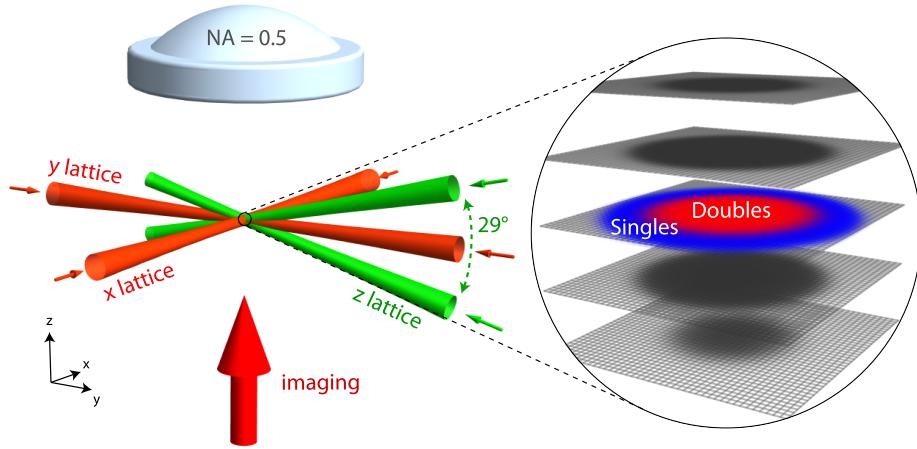 NA = 0.5
y lattice
x lattice
z lattice
29°
imaging
z
x
y
Doubles
Singles